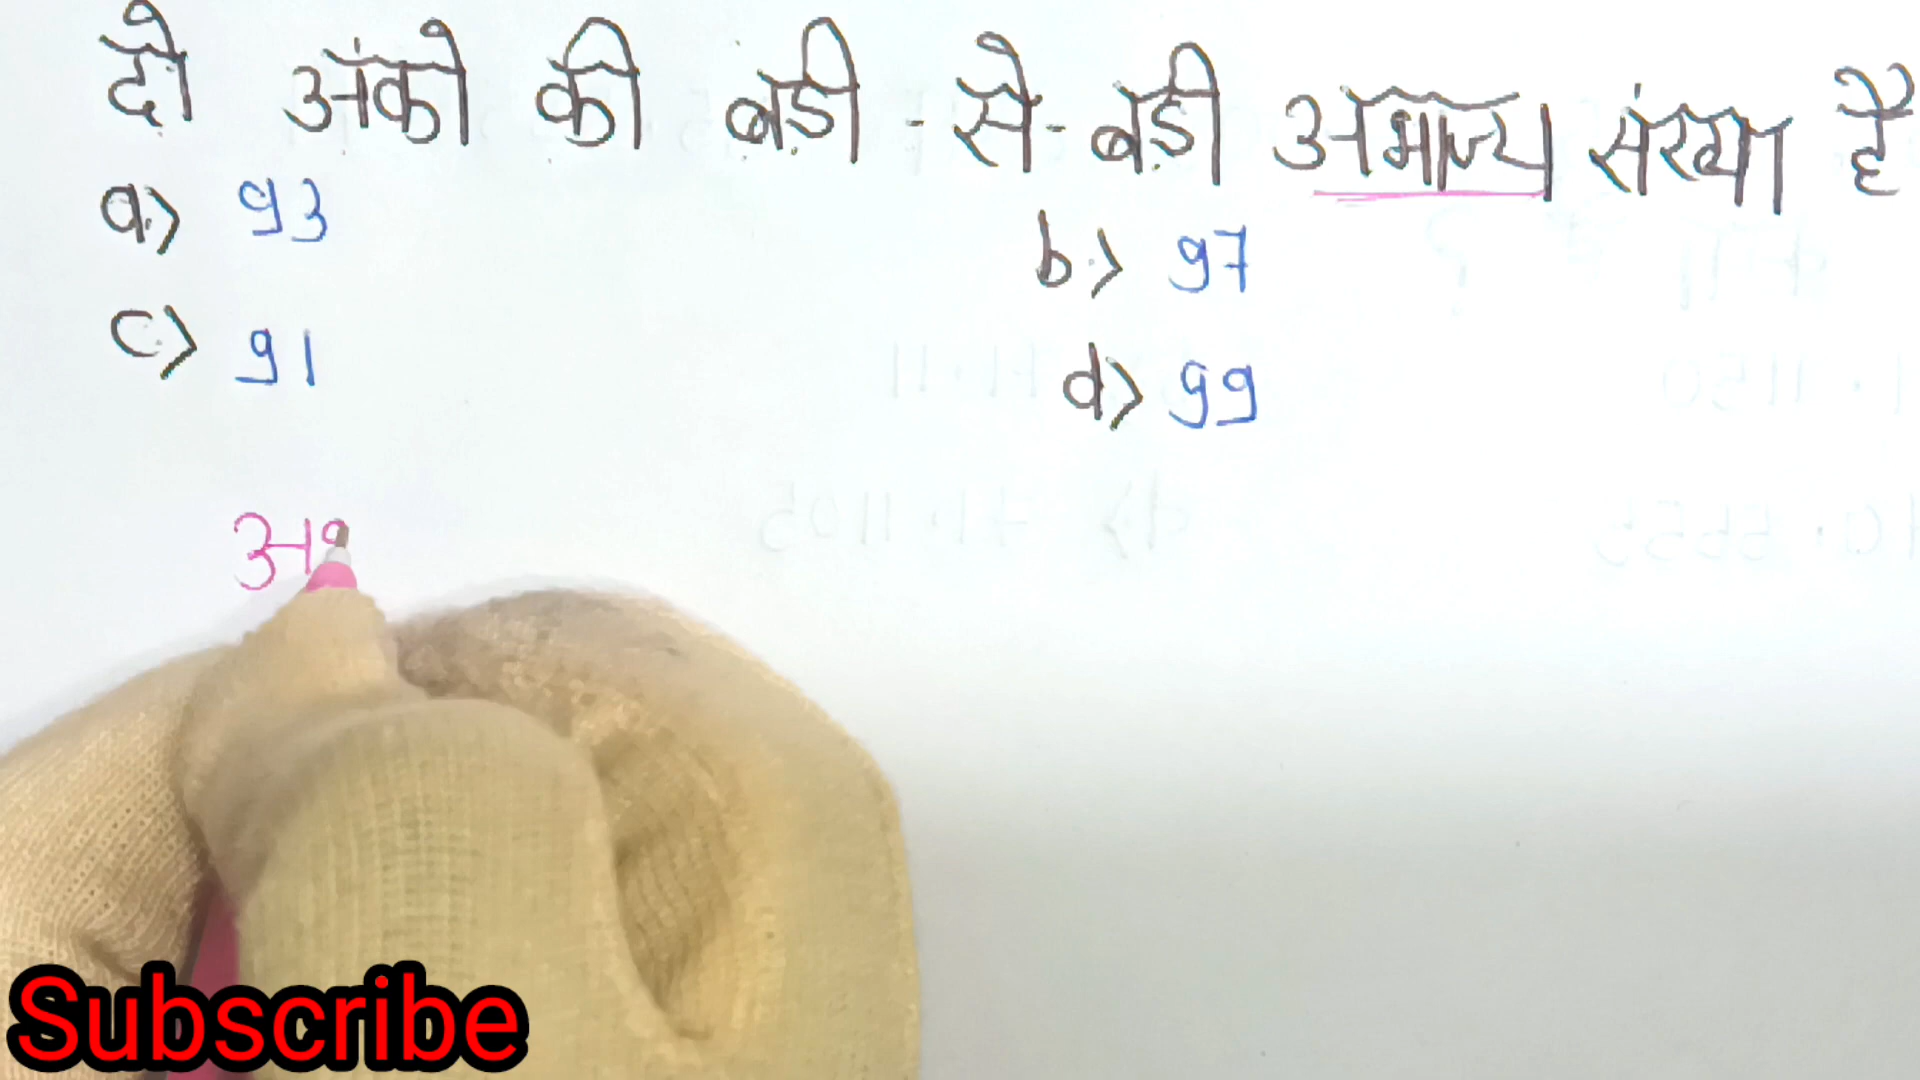 दो अंको की बड़ी-से-बड़ी अभाज्य संख्या है
a) 93
b) 97
c) 91
d) 99
अ
Subscribe